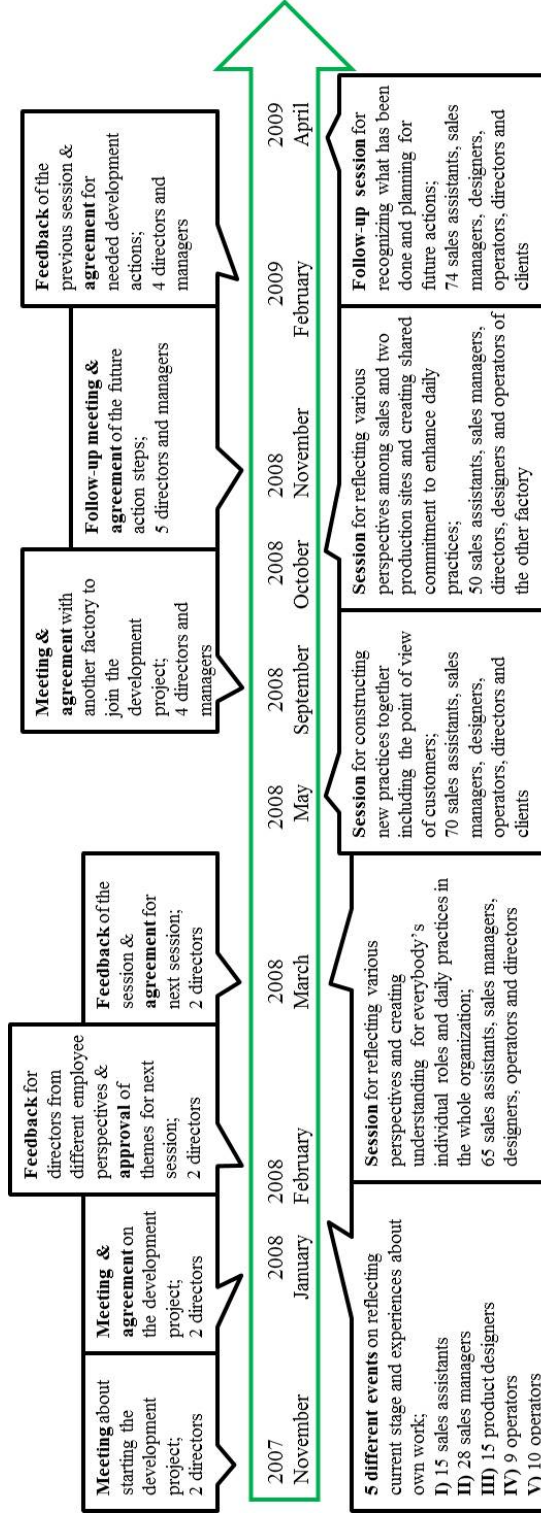 Meeting about
starting the
development
project;
2 directors
Meeting &
agreement on
the development
project;
2 directors
Feedback for
directors from
different employee
perspectives &
approval of
themes for next
session;
2 directors
Feedback of the
session &
agreement for
next session;
2 directors
Meeting &
agreement with
another factory to
join the
development
project;
4 directors and
managers
Follow-up meeting &
agreement of the future
action steps;
5 directors and managers
Feedback of the
previous session &
agreement for
needed development
actions;
4 directors and
managers
2007
November
2008
January
2008
February
2008
March
2008
May
2008
September
2008
October
2008
November
2009
February
2009
April
5 different events on reflecting
current stage and experiences about
own work;
I) 15 sales assistants
II) 28 sales managers
III) 15 product designers
IV) 9 operators
V) 10 operators
Session for reflecting various
perspectives and creating
understanding for everybody's
individual roles and daily practices in
the whole organization;
65 sales assistants, sales managers,
designers, operators and directors
Session for constructing
new practices together
including the point of view
of customers;
70 sales assistants, sales
managers, designers,
operators, directors and
clients
Session for reflecting various
perspectives among sales and two
production sites and creating shared
commitment to enhance daily
practices;
50 sales assistants, sales managers,
directors, designers and operators of
the other factory
Follow-up session for
recognizing what has been
done and planning for
future actions;
74 sales assistants, sales
managers, designers,
operators, directors and
clients